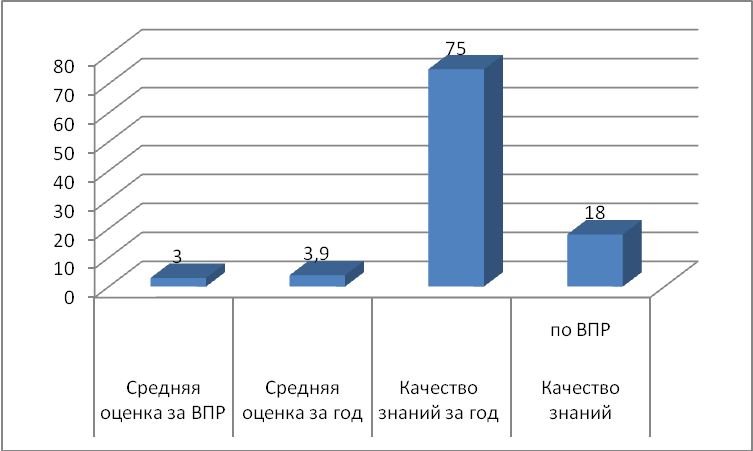 80
70
60
50
40
30
20
10
0
3
3,9
75
18
Средняя
оценка за ВПР
Средняя
оценка за год
Качество
знаний за год
по ВПР
Качество
знаний